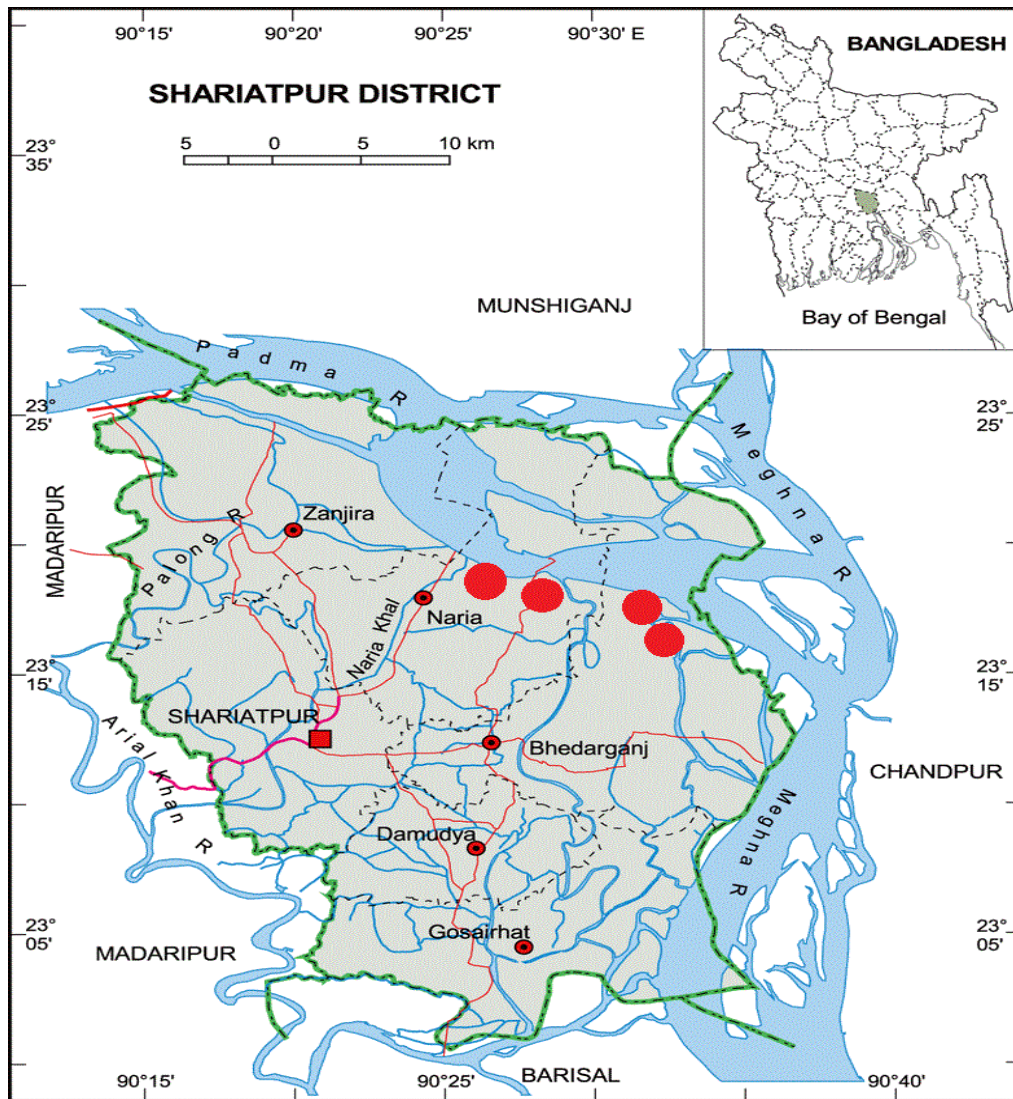 90°15' 90°20' 90°25' 90°30' E
BANGLADESH
SHARIATPUR DISTRICT
5 0 5 10 km
23°
35'
Bay of Bengal
MUNSHIGANJ
Padma R
23°
25'
23°
25'
Meghna R
MADARIPUR
Zanjira
Palong R
Naria
Naria Khal
23°
15'
23°
15'
SHARIATPUR
Arial Khan R
Bhedarganj
CHANDPUR
Meghna R
Damudya
23°
05'
Gosairhat
23°
05'
MADARIPUR
90°15' 90°25' 90°40'
BARISAL